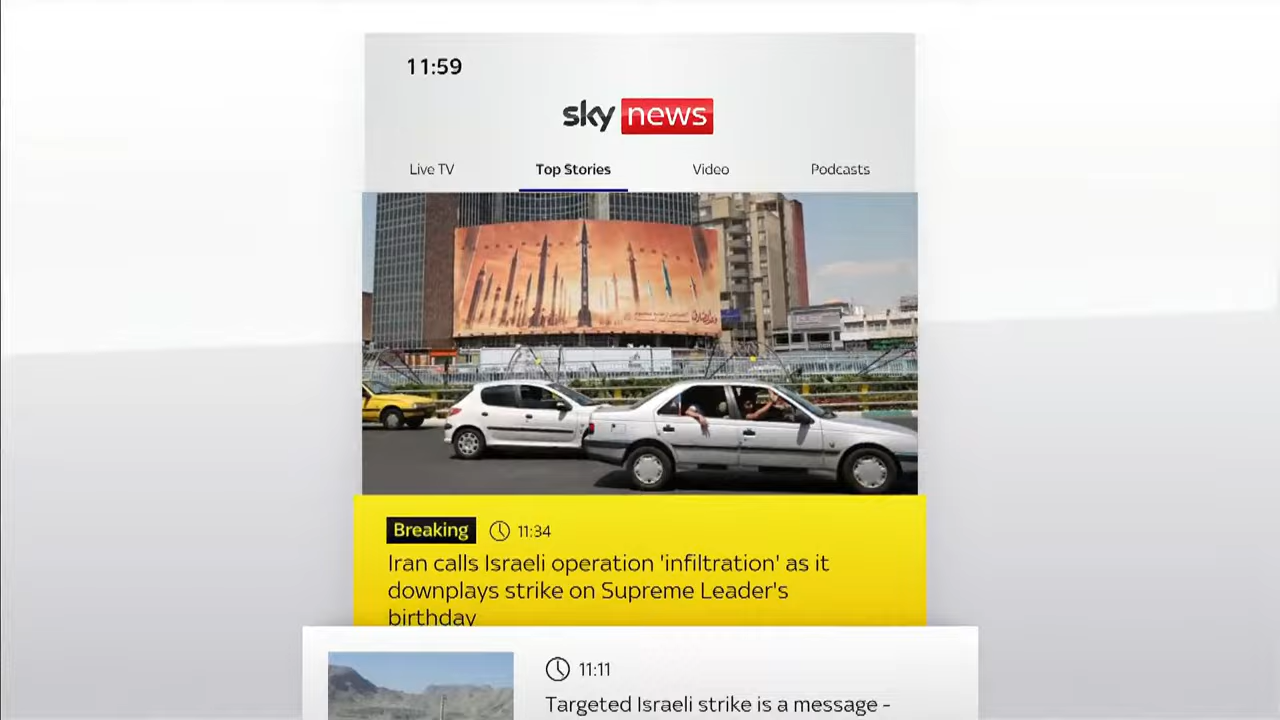 11:59
sky news
Live TV
Top Stories
Video
Podcasts
Breaking 11:34
Iran calls Israeli operation 'infiltration' as it
downplays strike on Supreme Leader's
birthday
11:11
Targeted Israeli strike is a message -